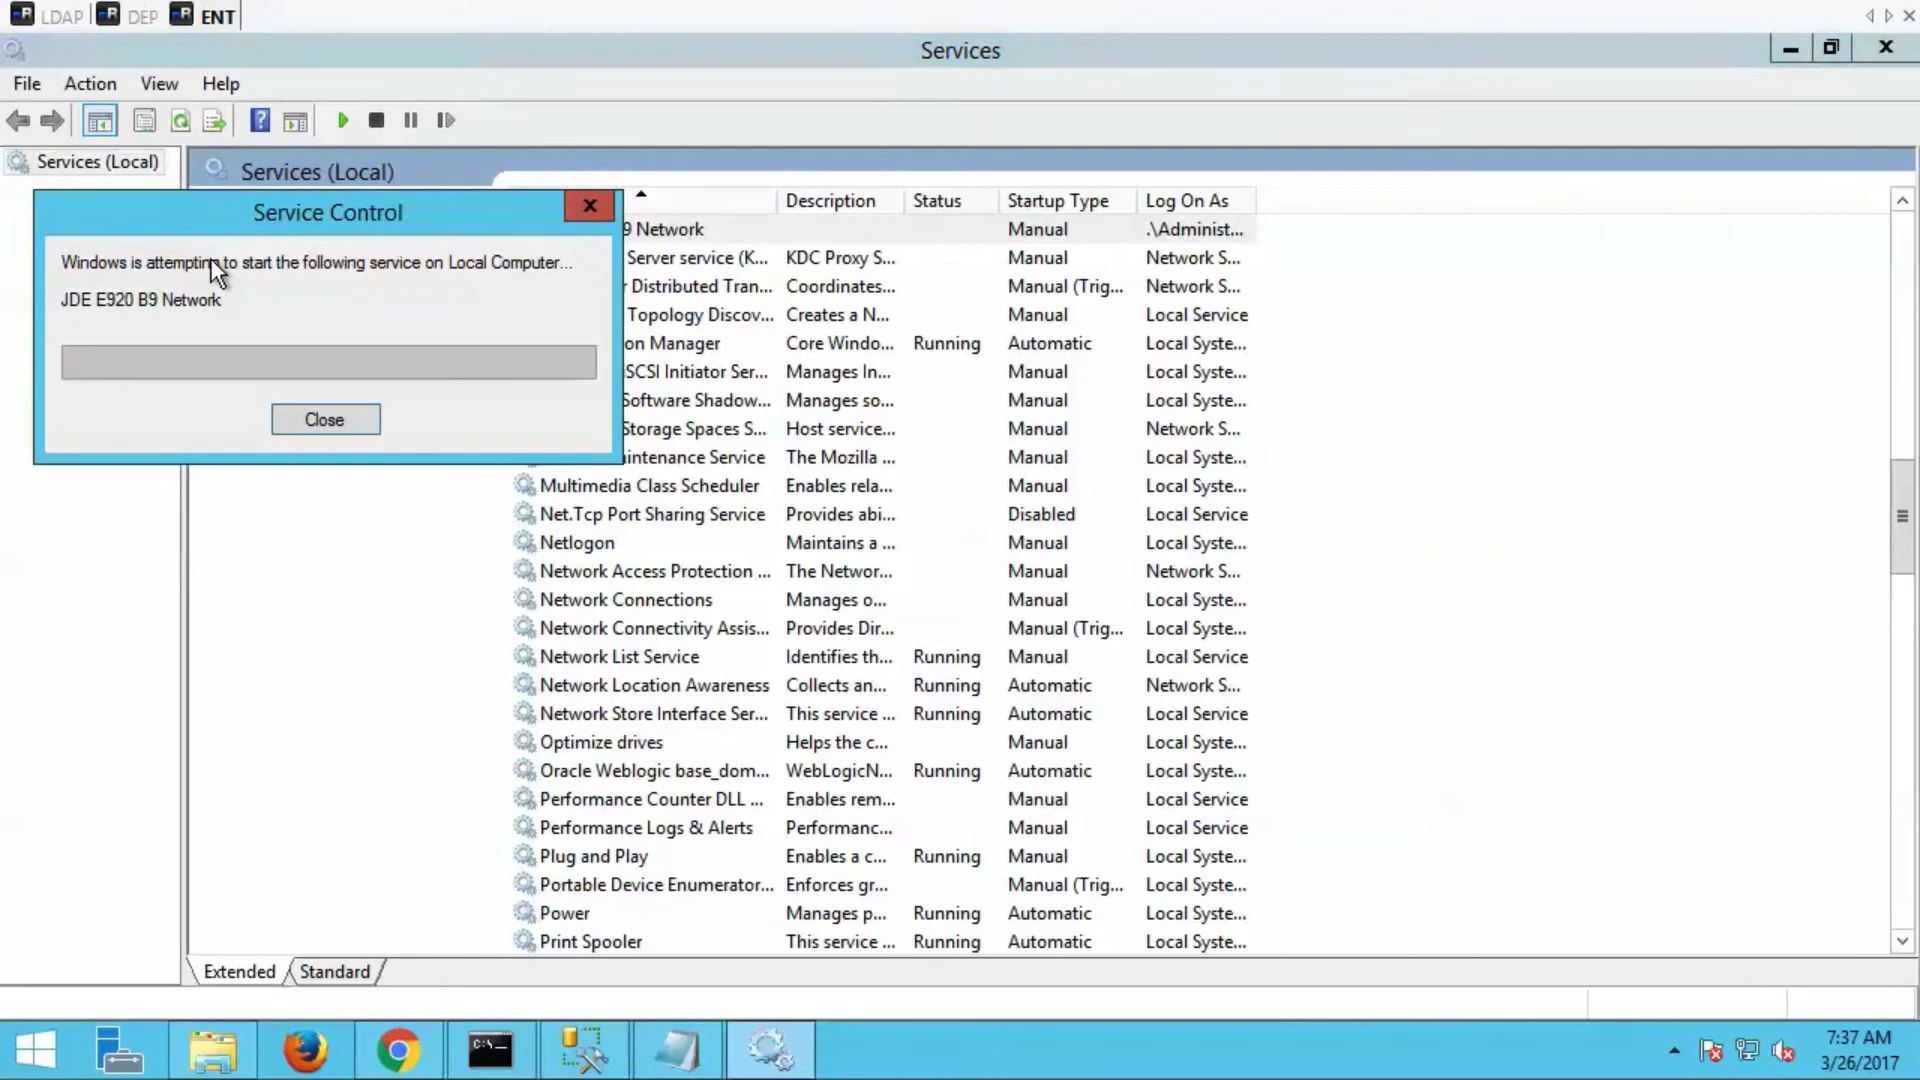 LDAP DEP ENT
Services
File Action View Help
Services (Local)
Services (Local)
Service Control
Windows is attempting to start the following service on Local Computer...
JDE E920 B9 Network
Close
Description Status Startup Type Log On As
9 Network Manual .\Administ...
Server service (K... KDC Proxy S... Manual Network S...
r Distributed Tran... Coordinates... Manual (Trig... Network S...
Topology Discov... Creates a N... Manual Local Service
on Manager Core Windo... Running Automatic Local Syste...
SCSI Initiator Ser... Manages In... Manual Local Syste...
Software Shadow... Manages so... Manual Local Syste...
Storage Spaces S... Host service... Manual Network S...
intenance Service The Mozilla ... Manual Local Syste...
Multimedia Class Scheduler Enables rela... Manual Local Syste...
Net.Tcp Port Sharing Service Provides abi... Disabled Local Service
Netlogon Maintains a ... Manual Local Syste...
Network Access Protection ... The Networ... Manual Network S...
Network Connections Manages o... Manual Local Syste...
Network Connectivity Assis... Provides Dir... Manual (Trig... Local Syste...
Network List Service Identifies th... Running Manual Local Service
Network Location Awareness Collects an... Running Automatic Network S...
Network Store Interface Ser... This service ... Running Automatic Local Service
Optimize drives Helps the c... Manual Local Syste...
Oracle Weblogic base_dom... WebLogicN... Running Automatic Local Syste...
Performance Counter DLL ... Enables rem... Manual Local Service
Performance Logs & Alerts Performanc... Manual Local Service
Plug and Play Enables a c... Running Manual Local Syste...
Portable Device Enumerator... Enforces gr... Manual (Trig... Local Syste...
Power Manages p... Running Automatic Local Syste...
Print Spooler This service ... Running Automatic Local Syste...
Extended Standard
C:\_
7:37 AM
3/26/2017